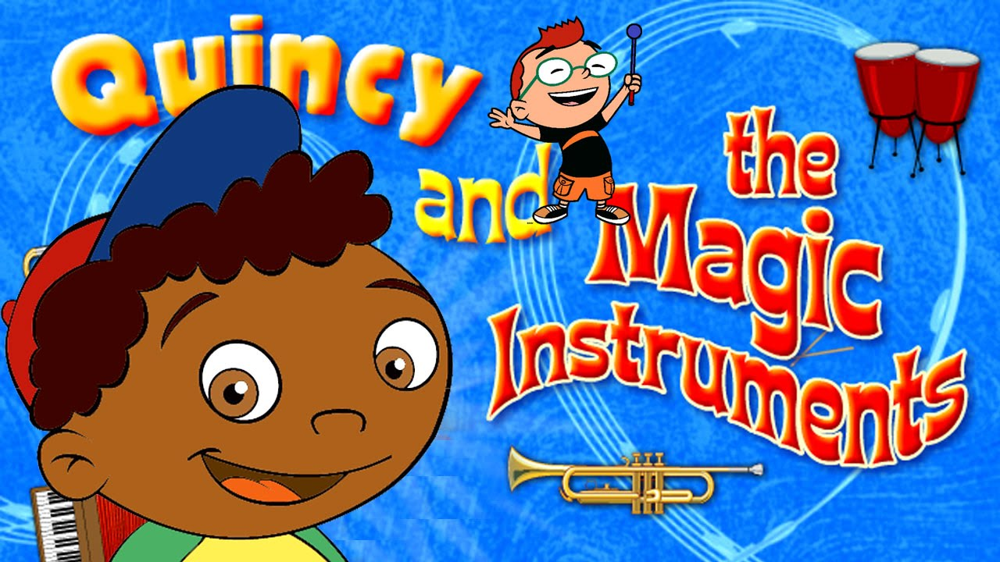 Quincy
and
the
Magic
Instruments